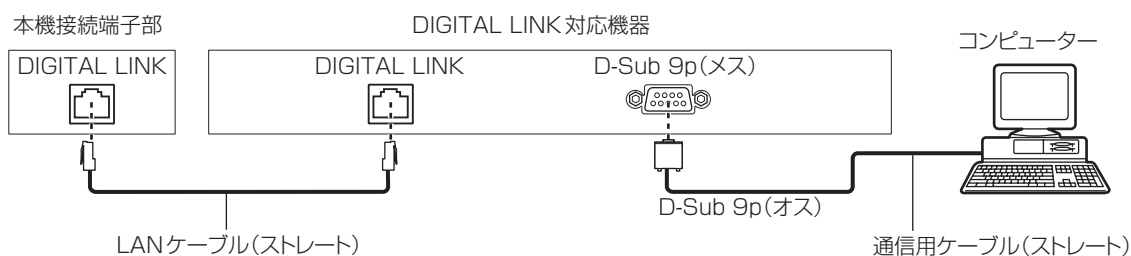 本機接続端子部
DIGITAL LINK対応機器
コンピューター
DIGITAL LINK
DIGITAL LINK
D-Sub 9p(メス)
D-Sub 9p(オス)
LANケーブル(ストレート)
通信用ケーブル(ストレート)